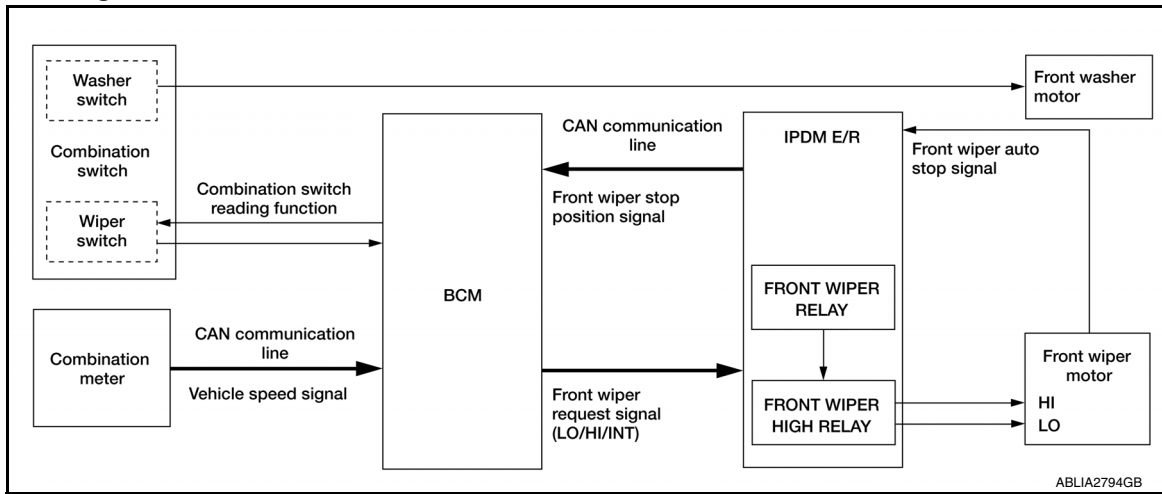 Washer
switch
Combination
switch
Wiper
switch
Combination switch
reading function
Combination
meter
CAN communication
line
Vehicle speed signal
BCM
CAN communication
line
Front wiper stop
position signal
Front wiper
request signal
(LO/HI/INT)
IPDM E/R
FRONT WIPER
RELAY
FRONT WIPER
HIGH RELAY
Front washer
motor
Front wiper auto
stop signal
Front wiper
motor
HI
LO
ABLIA2794GB